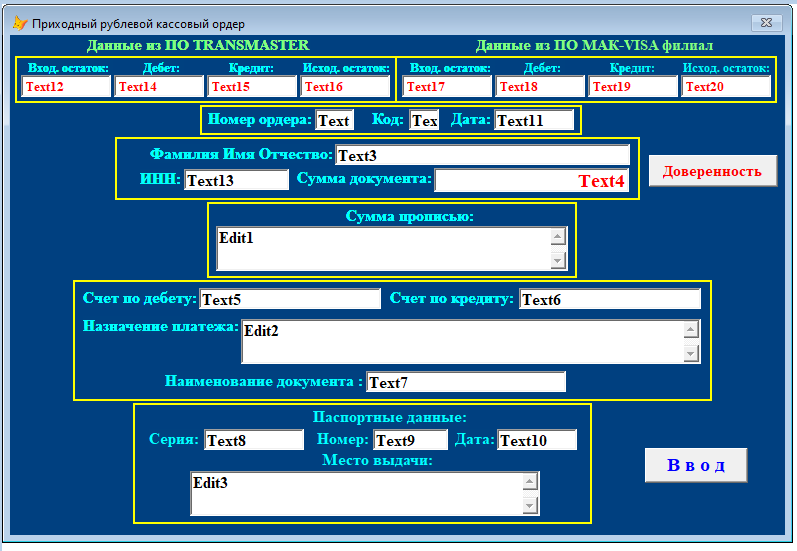 Приходный рублевой кассовый ордер
Данные из ПО TRANSMASTER Данные из ПО МАК-VISA филиал
Вход. остаток: Дебет: Кредит: Исход. остаток: Вход. остаток: Дебет: Кредит: Исход. остаток:
Text12 Text14 Text15 Text16 Text17 Text18 Text19 Text20
Номер ордера: Text Код: Tex Дата: Text11
Фамилия Имя Отчество: Text3
ИНН: Text13 Сумма документа: Text4
Доверенность
Сумма прописью:
Edit1
Счет по дебету: Text5 Счет по кредиту: Text6
Назначение платежа: Edit2
Наименование документа : Text7
Паспортные данные:
Серия: Text8 Номер: Text9 Дата: Text10
Место выдачи:
Edit3
В в о д